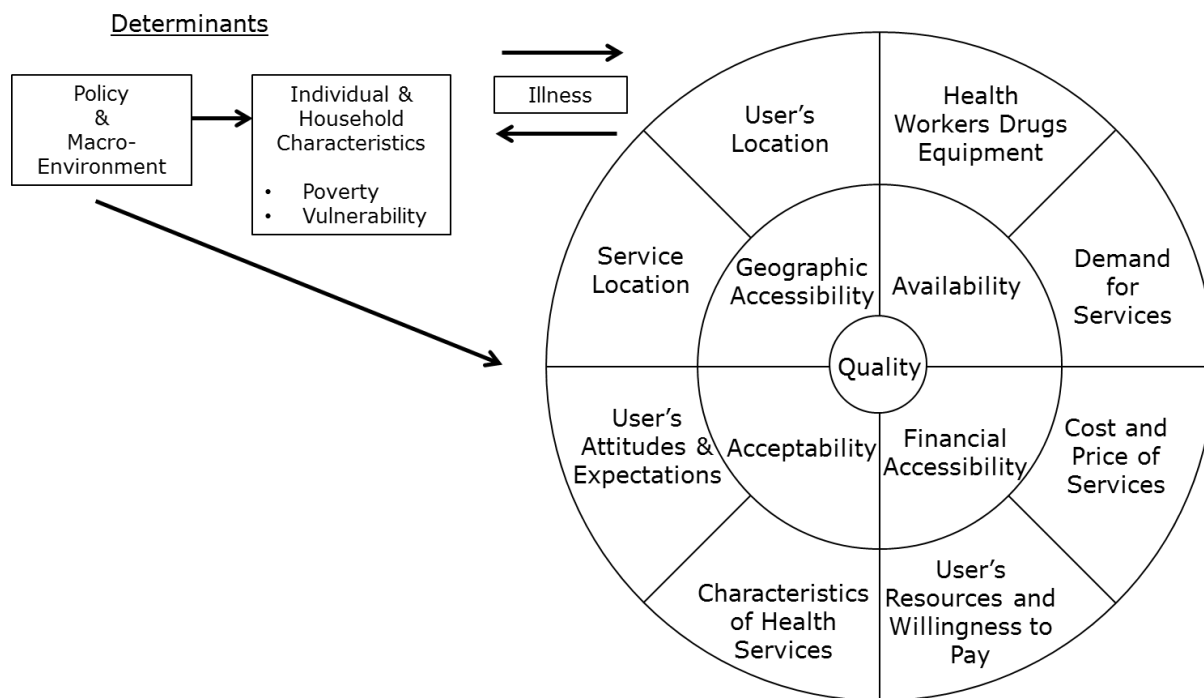 Determinants
Policy
&
Macro-
Environment
Individual &
Household
Characteristics
• Poverty
• Vulnerability
Illness
User’s
Location
Health
Workers Drugs
Equipment
Service
Location
Geographic
Accessibility
Availability
Demand
for
Services
Quality
User’s
Attitudes &
Expectations
Acceptability
Financial
Accessibility
Cost and
Price of
Services
Characteristics
of Health
Services
User’s
Resources and
Willingness to
Pay